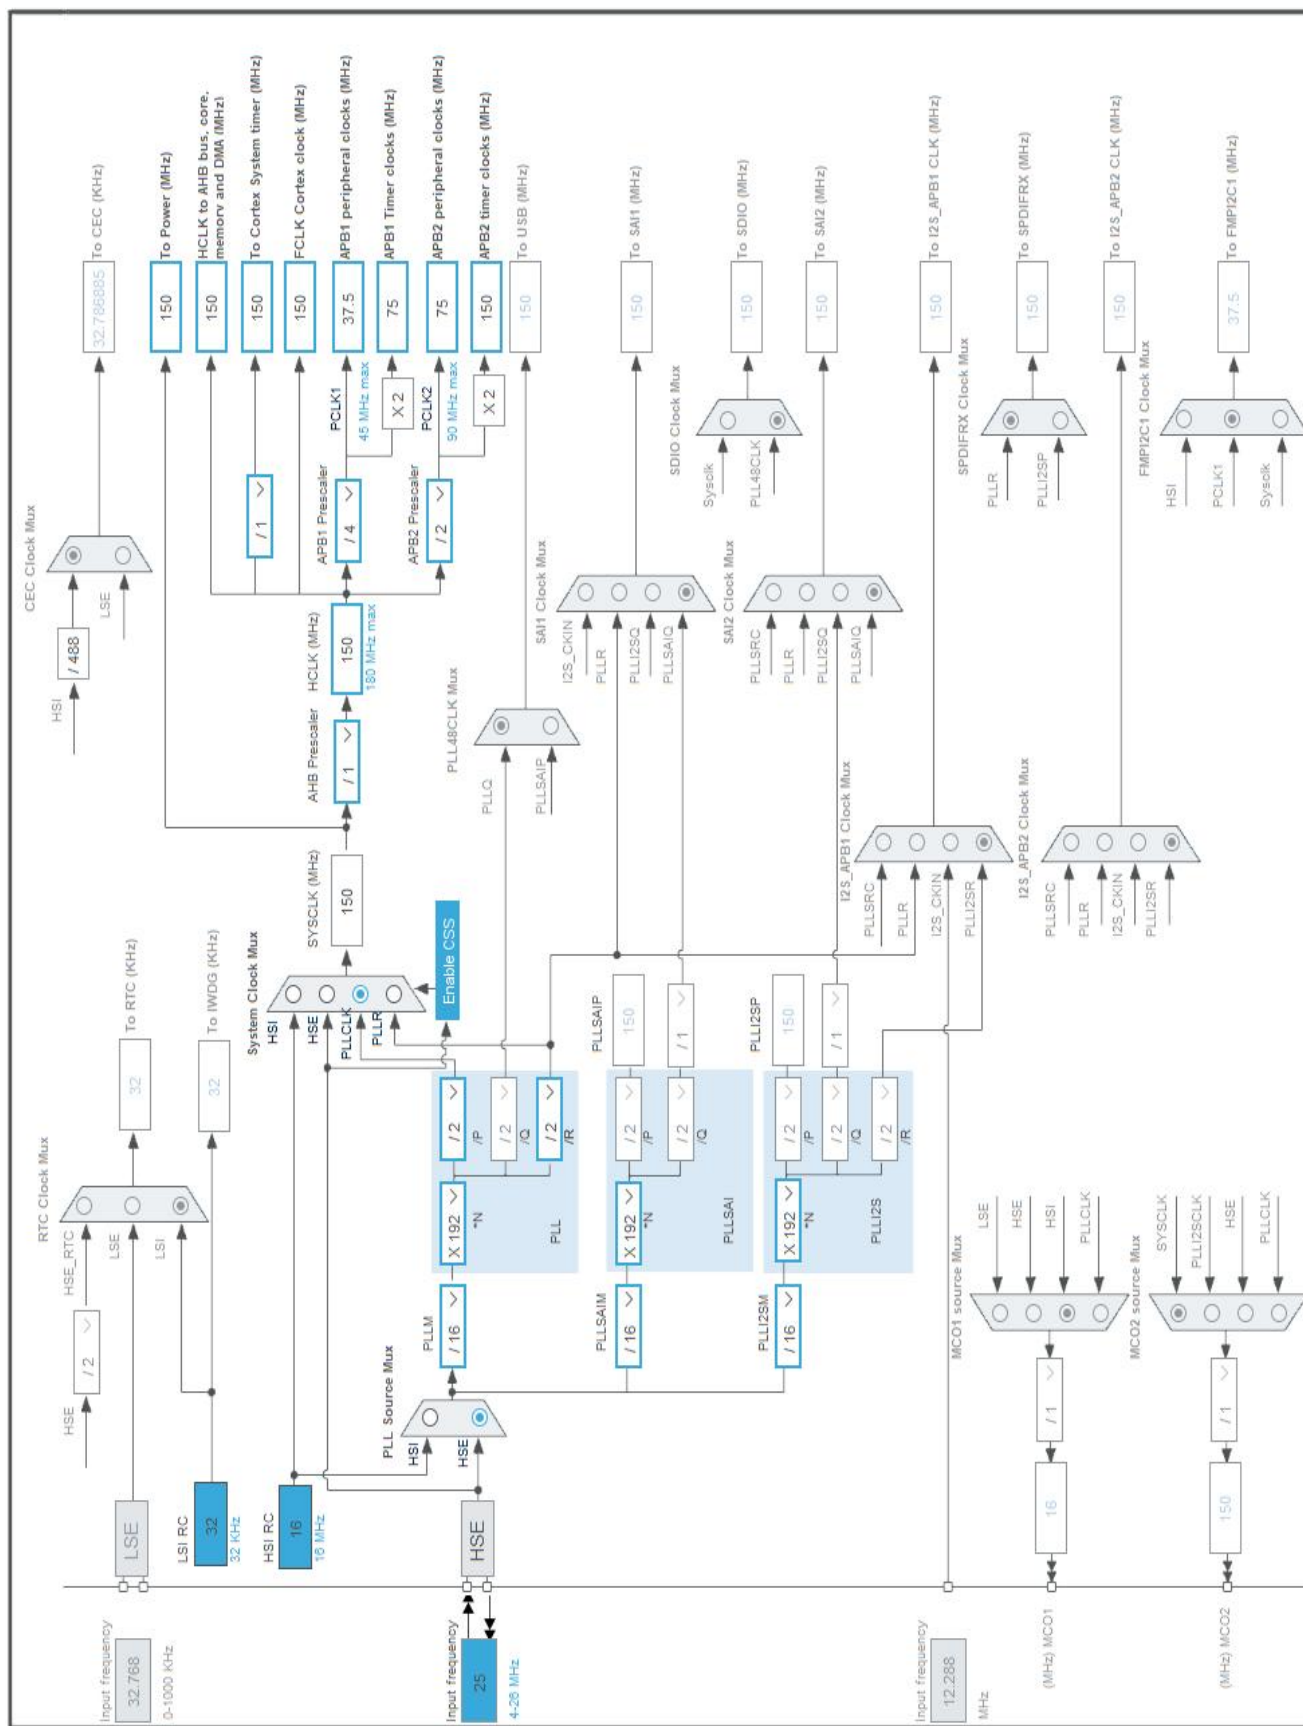 Input frequency
32.768
0-1000 KHz
LSE
HSE
/ 2
HSE_RTC
LSE
LSI
RTC Clock Mux
32
To RTC (KHz)
LSI RC
32
32 KHz
32
To IWDG (KHz)
HSI
/ 488
LSE
CEC Clock Mux
32.786885
To CEC (KHz)
HSI RC
16
16 MHz
Input frequency
25
4-26 MHz
HSE
PLL Source Mux
HSI
HSE
PLLM
/ 16
X 192
*N
/ 2
/P
/ 2
/Q
/ 2
/R
PLL
System Clock Mux
HSI
HSE
PLLCLK
PLLR
Enable CSS
SYSCLK (MHz)
150
AHB Prescaler
/ 1
HCLK (MHz)
150
180 MHz max
150
To Power (MHz)
150
HCLK to AHB bus, core,
memory and DMA (MHz)
/ 1
150
To Cortex System timer (MHz)
150
FCLK Cortex clock (MHz)
APB1 Prescaler
/ 4
PCLK1
45 MHz max
37.5
APB1 peripheral clocks (MHz)
X 2
75
APB1 Timer clocks (MHz)
APB2 Prescaler
/ 2
PCLK2
90 MHz max
75
APB2 peripheral clocks (MHz)
X 2
150
APB2 timer clocks (MHz)
PLLQ
PLLSAIP
PLL48CLK Mux
150
To USB (MHz)
PLLSAIM
/ 16
X 192
*N
/ 2
/P
/ 2
/Q
PLLSAI
PLLSAIP
150
/ 1
SAI1 Clock Mux
I2S_CKIN
PLLR
PLLI2SQ
PLLSAIQ
150
To SAI1 (MHz)
SDIO Clock Mux
Sysclk
PLL48CLK
150
To SDIO (MHz)
PLLI2SM
/ 16
X 192
*N
/ 2
/P
/ 2
/Q
/ 2
/R
PLLI2S
PLLI2SP
150
/ 1
SAI2 Clock Mux
PLLSRC
PLLR
PLLI2SQ
PLLSAIQ
150
To SAI2 (MHz)
I2S_APB1 Clock Mux
PLLSRC
PLLR
I2S_CKIN
PLLI2SR
150
To I2S_APB1 CLK (MHz)
SPDIFRX Clock Mux
PLLR
PLLI2SP
150
To SPDIFRX (MHz)
I2S_APB2 Clock Mux
PLLSRC
PLLR
I2S_CKIN
PLLI2SR
150
To I2S_APB2 CLK (MHz)
FMPI2C1 Clock Mux
HSI
PCLK1
Sysclk
37.5
To FMPI2C1 (MHz)
Input frequency
12.288
MHz
MCO1 source Mux
LSE
HSE
HSI
PLLCLK
/ 1
16
(MHz) MCO1
MCO2 source Mux
SYSCLK
PLLI2SCLK
HSE
PLLCLK
/ 1
150
(MHz) MCO2